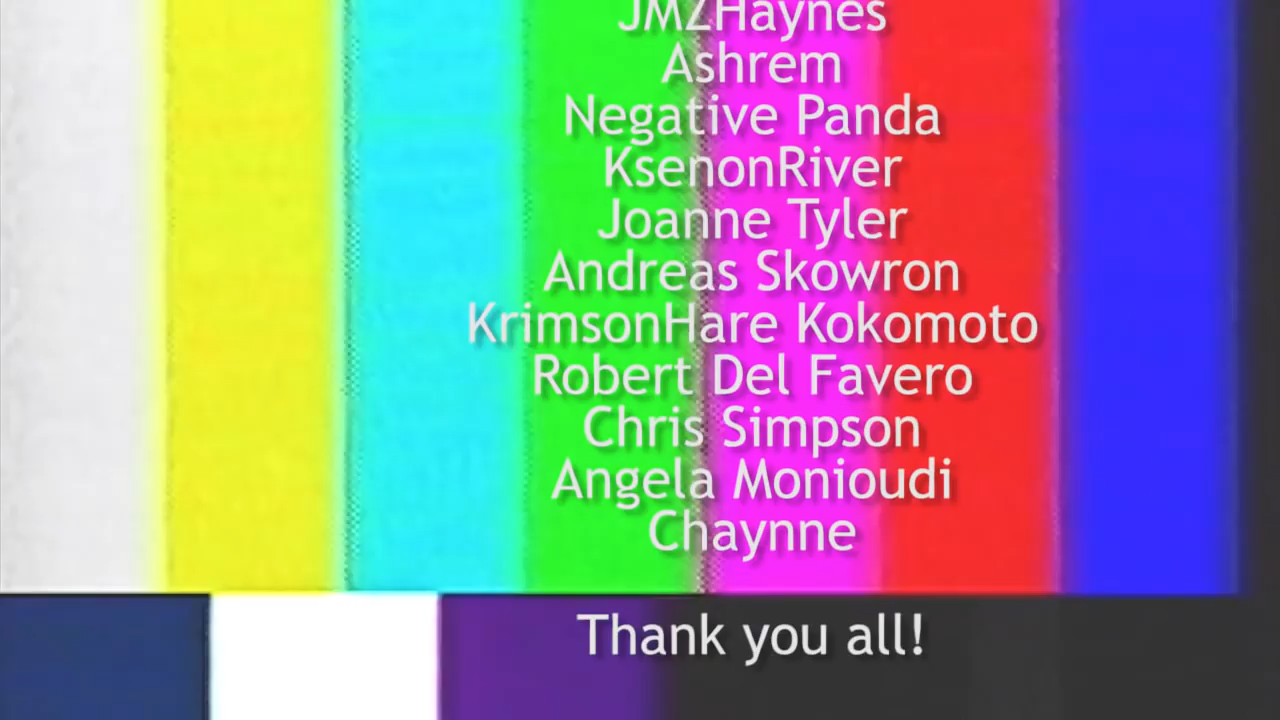 JMZHaynes
Ashrem
Negative Panda
KsenonRiver
Joanne Tyler
Andreas Skowron
KrimsonHare Kokomoto
Robert Del Favero
Chris Simpson
Angela Monioudi
Chaynne
Thank you all!